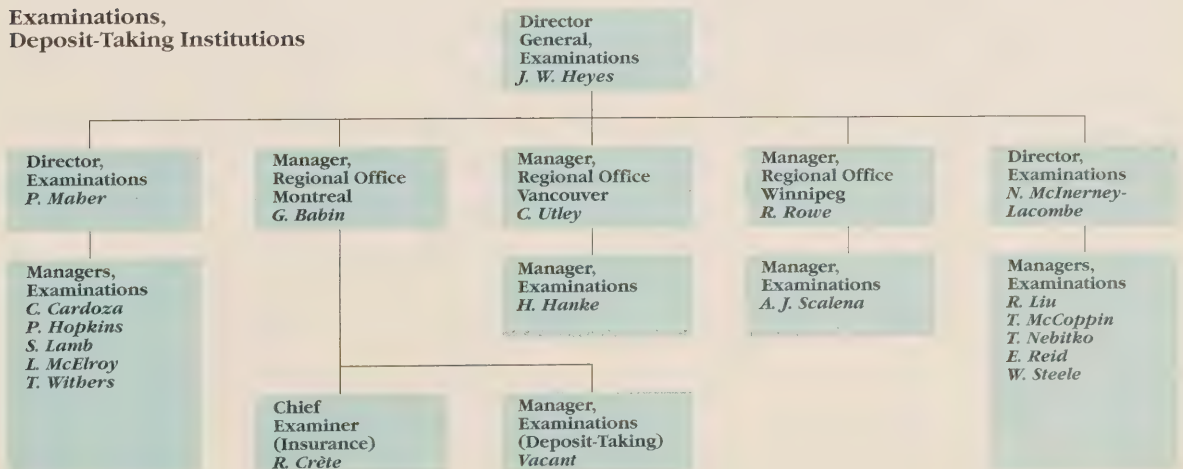 Examinations,
Deposit-Taking Institutions
Director
General,
Examinations
J. W. Heyes
Director,
Examinations
P. Maher
Manager,
Regional Office
Montreal
G. Babin
Manager,
Regional Office
Vancouver
C. Utley
Manager,
Regional Office
Winnipeg
R. Rowe
Director,
Examinations
N. McInerney-
Lacombe
Managers,
Examinations
C. Cardoza
P. Hopkins
S. Lamb
L. McElroy
T. Withers
Manager,
Examinations
H. Hanke
Manager,
Examinations
A. J. Scalena
Managers,
Examinations
R. Liu
T. McCoppin
T. Nebitko
E. Reid
W. Steele
Chief
Examiner
(Insurance)
R. Crète
Manager,
Examinations
(Deposit-Taking)
Vacant